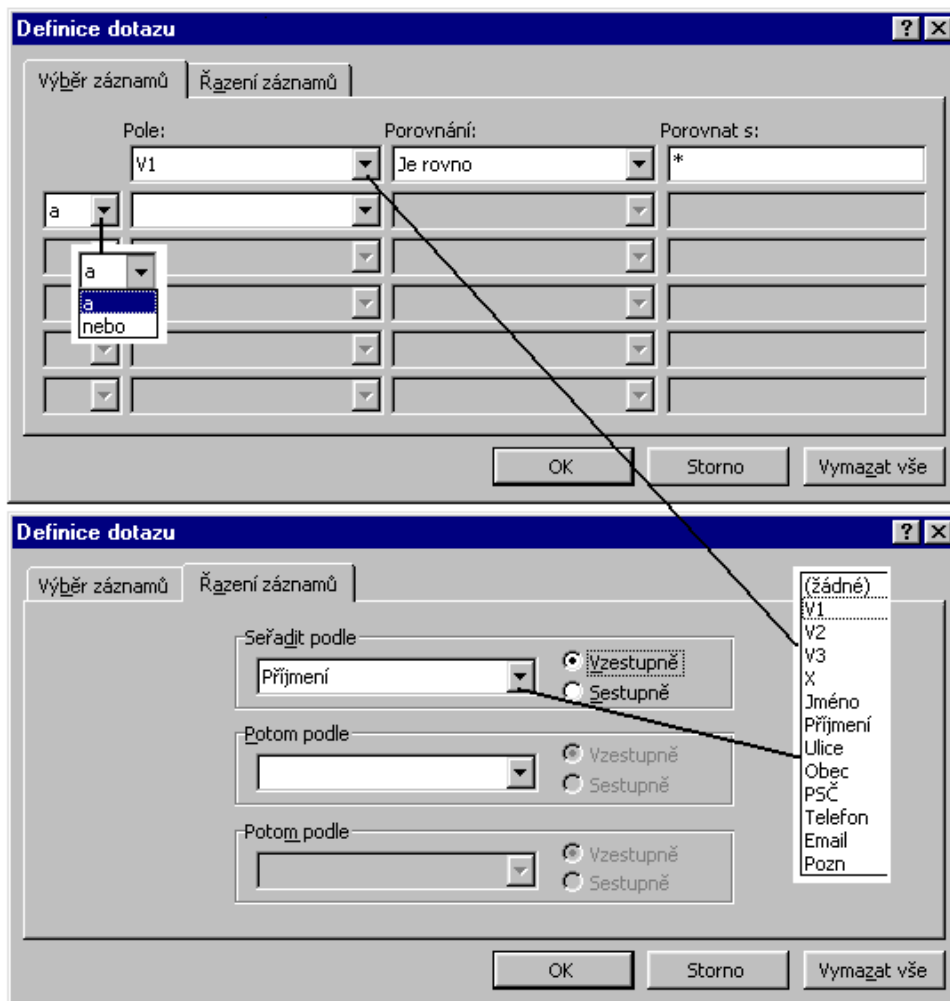 Definice dotazu
Výběr záznamů Řazení záznamů
Pole: Porovnání: Porovnat s:
V1 Je rovno *
a
a
a
nebo
OK Storno Vymazat vše
Definice dotazu
Výběr záznamů Řazení záznamů
Seřadit podle
Příjmení
Vzestupně
Sestupně
Potom podle
Vzestupně
Sestupně
Potom podle
Vzestupně
Sestupně
(žádné)
V1
V2
V3
X
Jméno
Příjmení
Ulice
Obec
PSČ
Telefon
Email
Pozn
OK Storno Vymazat vše